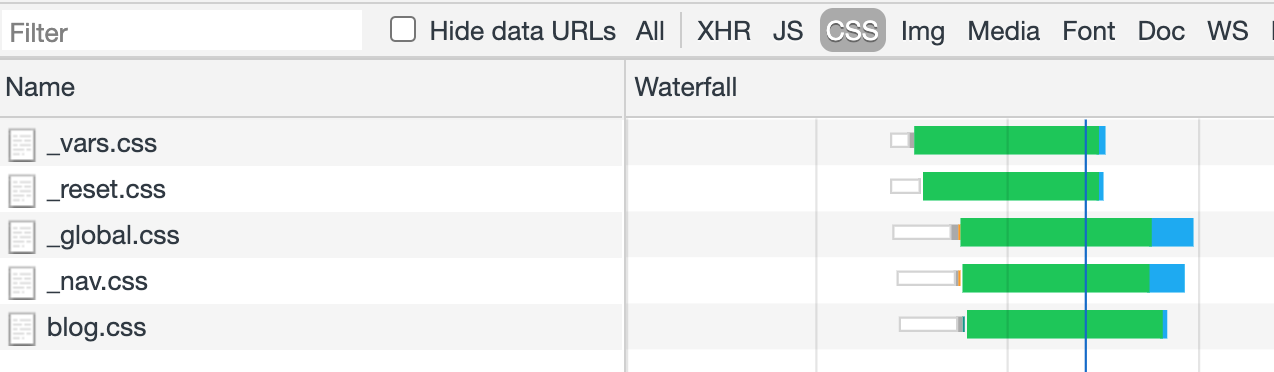 Filter Hide data URLs All XHR JS CSS Img Media Font Doc WS
Name Waterfall
_vars.css
_reset.css
_global.css
_nav.css
blog.css